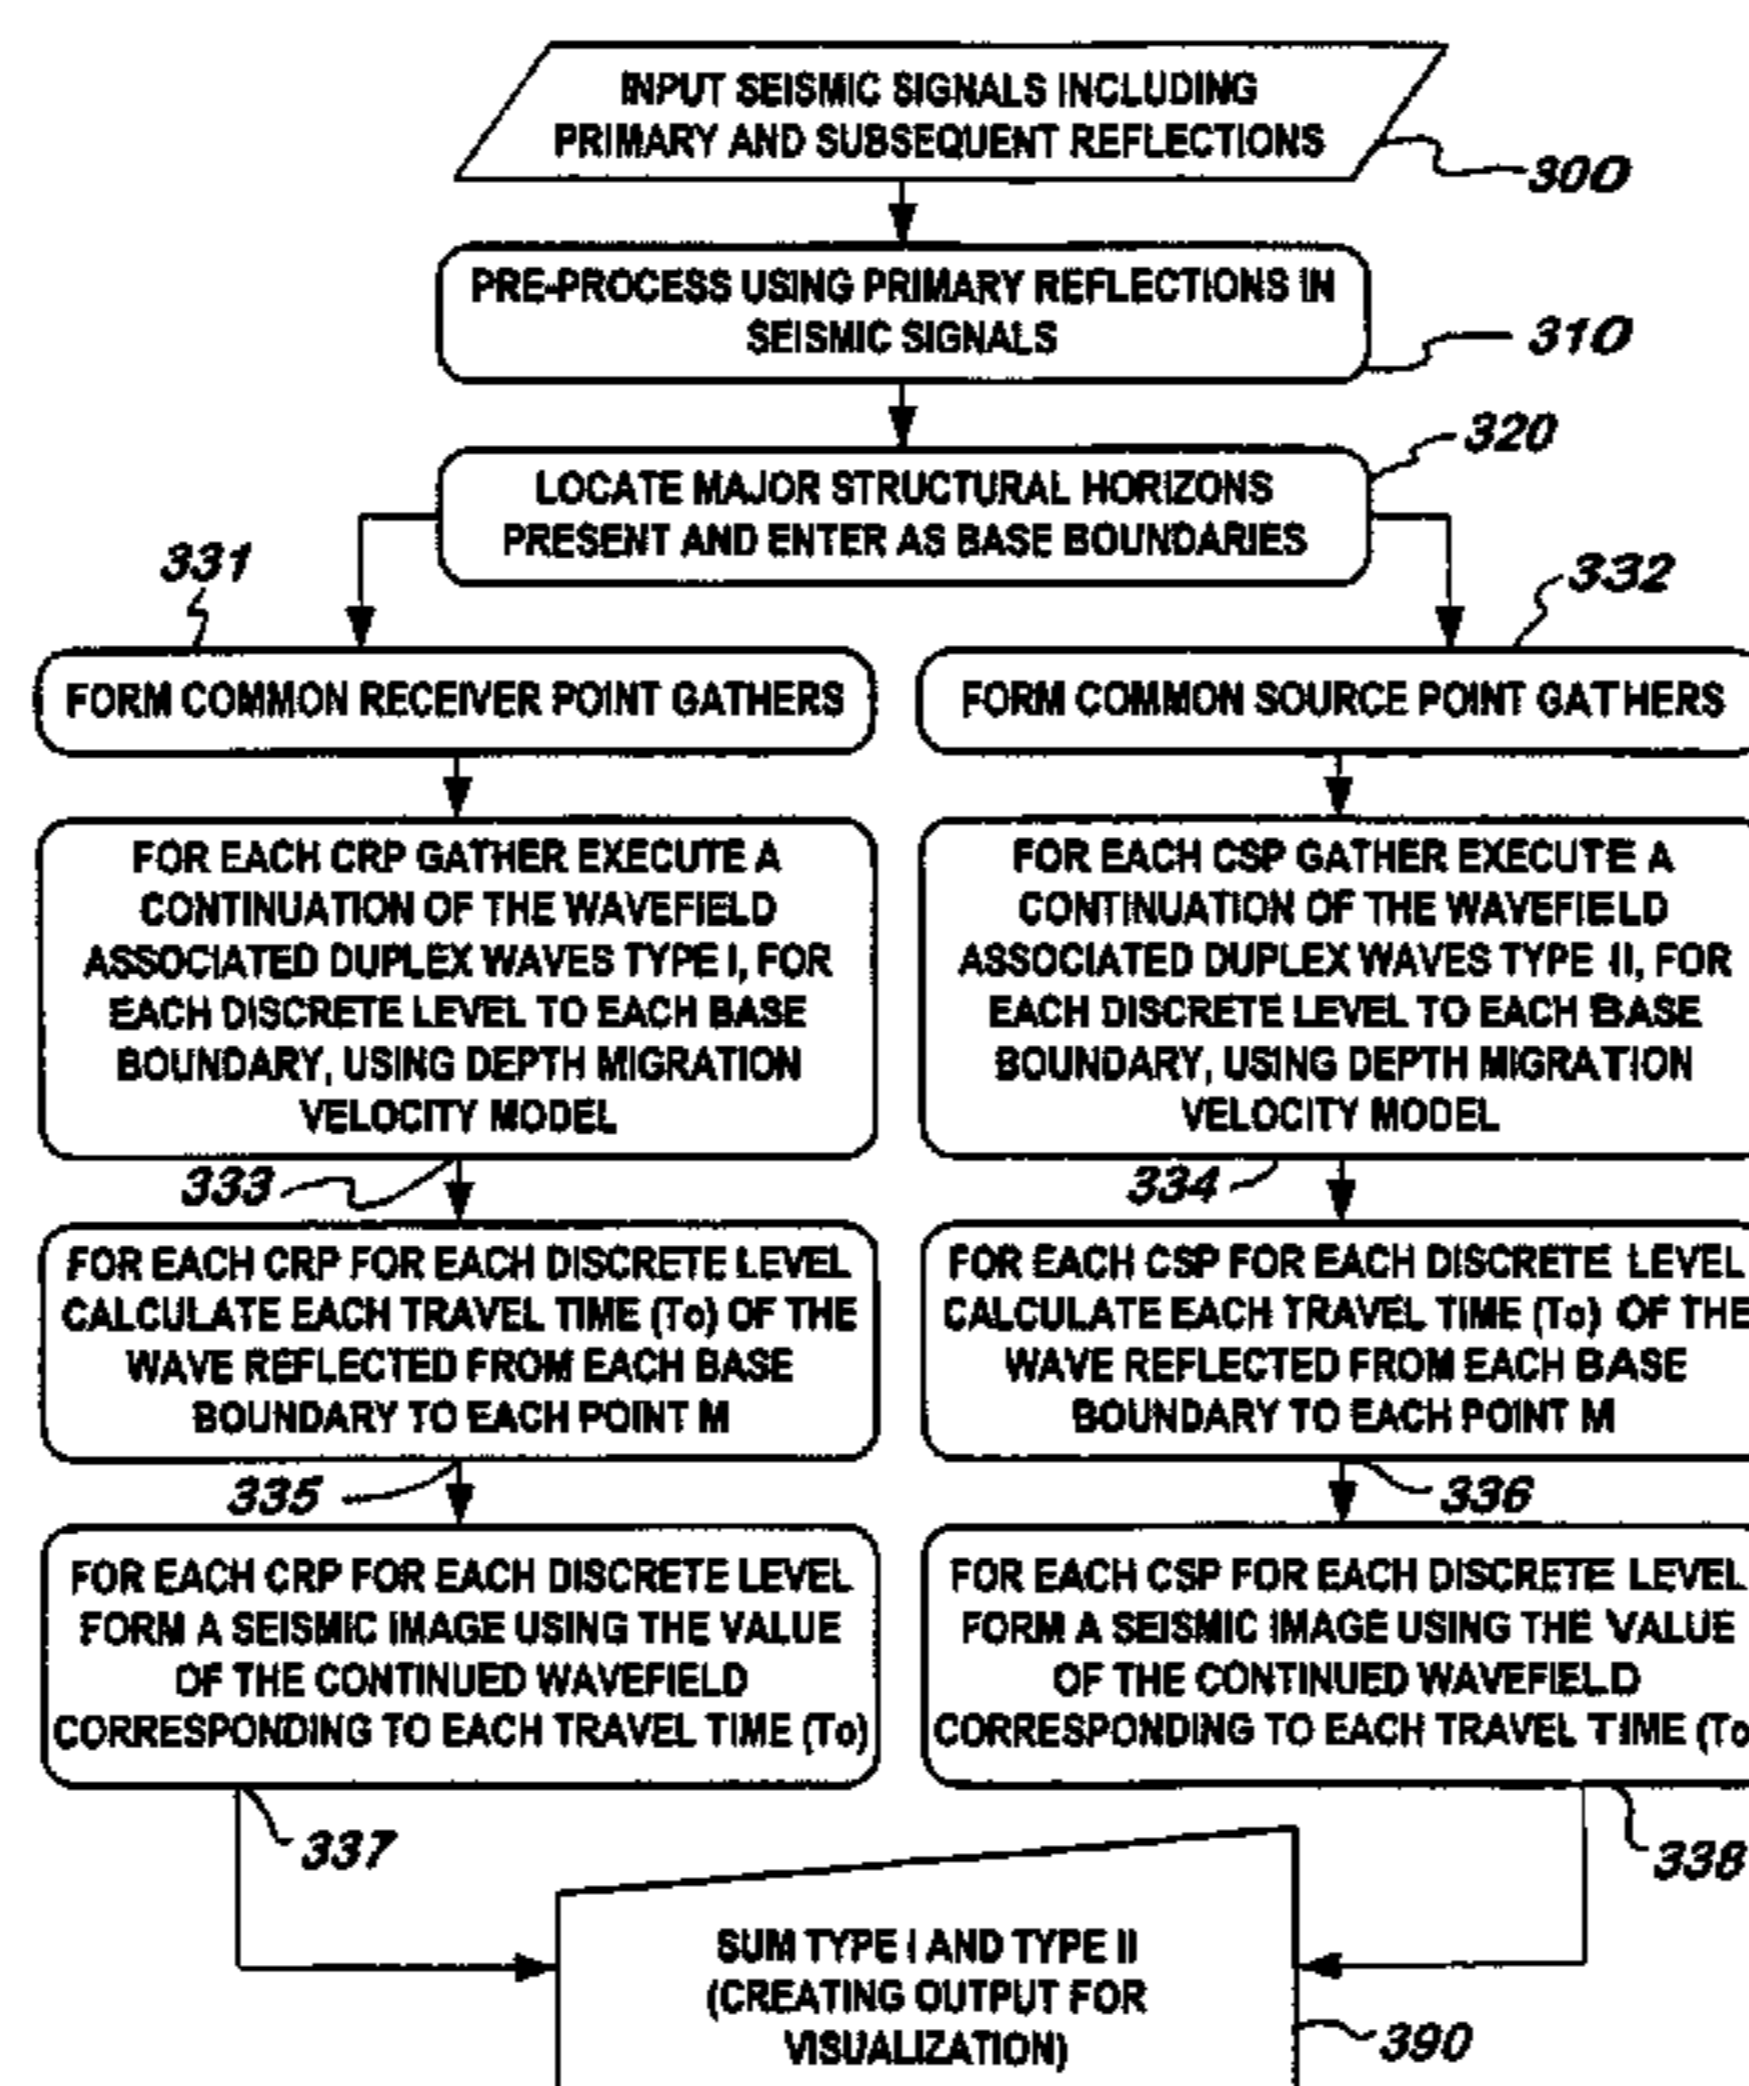 INPUT SEISMIC SIGNALS INCLUDING
PRIMARY AND SUBSEQUENT REFLECTIONS
300
PRE-PROCESS USING PRIMARY REFLECTIONS IN
SEISMIC SIGNALS
310
320
LOCATE MAJOR STRUCTURAL HORIZONS
PRESENT AND ENTER AS BASE BOUNDARIES
331
332
FORM COMMON RECEIVER POINT GATHERS
FORM COMMON SOURCE POINT GATHERS
FOR EACH CRP GATHER EXECUTE A
CONTINUATION OF THE WAVEFIELD
ASSOCIATED DUPLEX WAVES TYPE I, FOR
EACH DISCRETE LEVEL TO EACH BASE
BOUNDARY, USING DEPTH MIGRATION
VELOCITY MODEL
333
FOR EACH CSP GATHER EXECUTE A
CONTINUATION OF THE WAVEFIELD
ASSOCIATED DUPLEX WAVES TYPE II, FOR
EACH DISCRETE LEVEL TO EACH BASE
BOUNDARY, USING DEPTH MIGRATION
VELOCITY MODEL
334
FOR EACH CRP FOR EACH DISCRETE LEVEL
CALCULATE EACH TRAVEL TIME (To) OF THE
WAVE REFLECTED FROM EACH BASE
BOUNDARY TO EACH POINT M
335
FOR EACH CSP FOR EACH DISCRETE LEVEL
CALCULATE EACH TRAVEL TIME (To) OF THE
WAVE REFLECTED FROM EACH BASE
BOUNDARY TO EACH POINT M
336
FOR EACH CRP FOR EACH DISCRETE LEVEL
FORM A SEISMIC IMAGE USING THE VALUE
OF THE CONTINUED WAVEFIELD
CORRESPONDING TO EACH TRAVEL TIME (To)
337
FOR EACH CSP FOR EACH DISCRETE LEVEL
FORM A SEISMIC IMAGE USING THE VALUE
OF THE CONTINUED WAVEFIELD
CORRESPONDING TO EACH TRAVEL TIME (To
338
SUM TYPE I AND TYPE II
(CREATING OUTPUT FOR
VISUALIZATION)
390